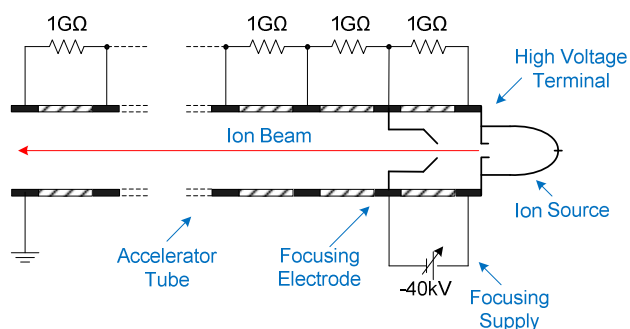 1GΩ
1GΩ
1GΩ
1GΩ
High Voltage
Terminal
Ion Beam
Ion Source
Accelerator
Tube
Focusing
Electrode
-40kV
Focusing
Supply